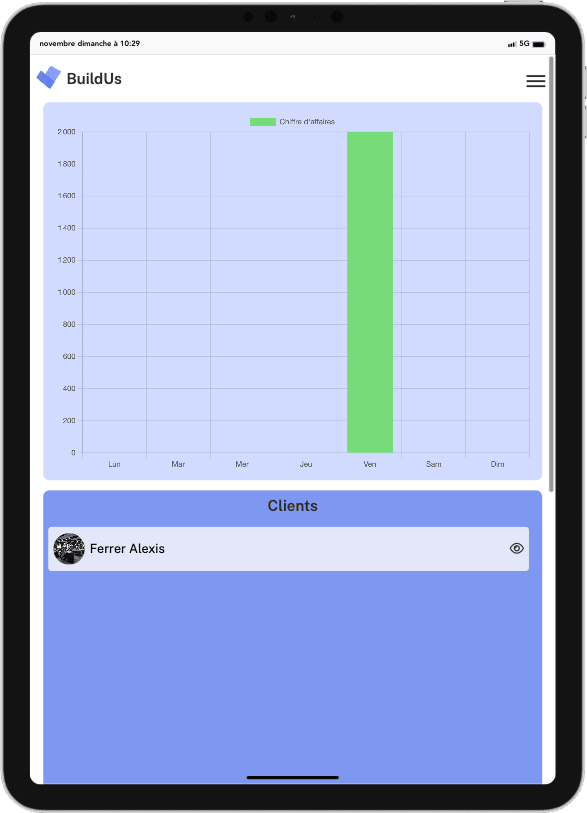 novembre dimanche à 10:29
5G
BuildUs
Chiffre d'affaires
2 000
1 800
1 600
1 400
1 200
1 000
800
600
400
200
0
Lun Mar Mer Jeu Ven Sam Dim
Clients
Ferrer Alexis